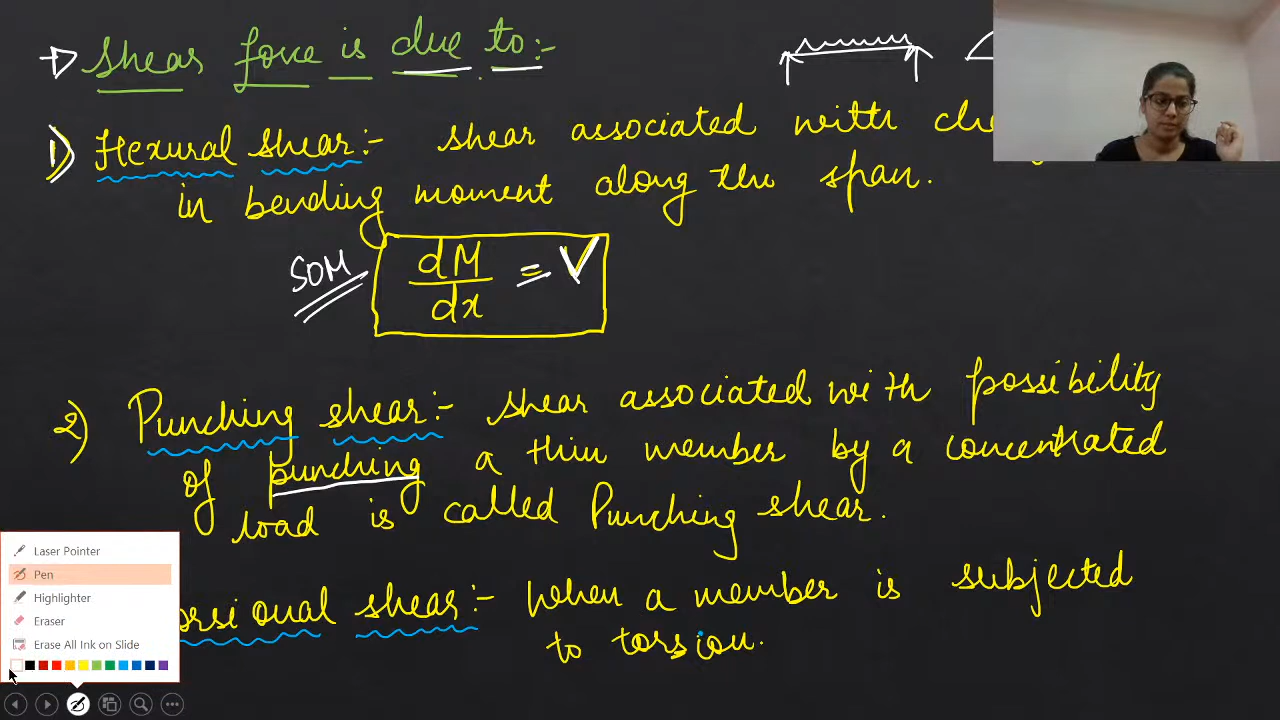 Shear force is due to:-
1) Flexural shear:- shear associated with
in bending moment along the span.
SOM
dM/dx = V
2) Punching shear:- shear associated with possibility
of punching a thin member by a concentrated
load is called Punching shear.
orsional shear:- When a member is subjected
to torsion.
Laser Pointer
Pen
Highlighter
Eraser
Erase All Ink on Slide